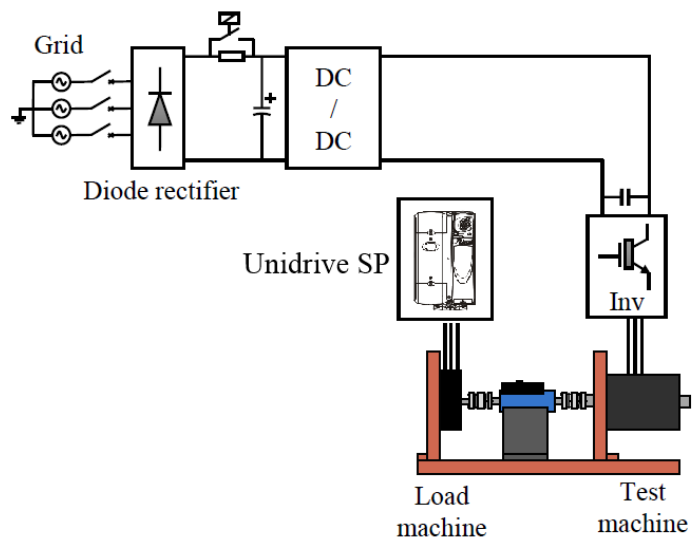 Grid
DC
/
DC
Diode rectifier
Unidrive SP
Inv
Load
machine
Test
machine